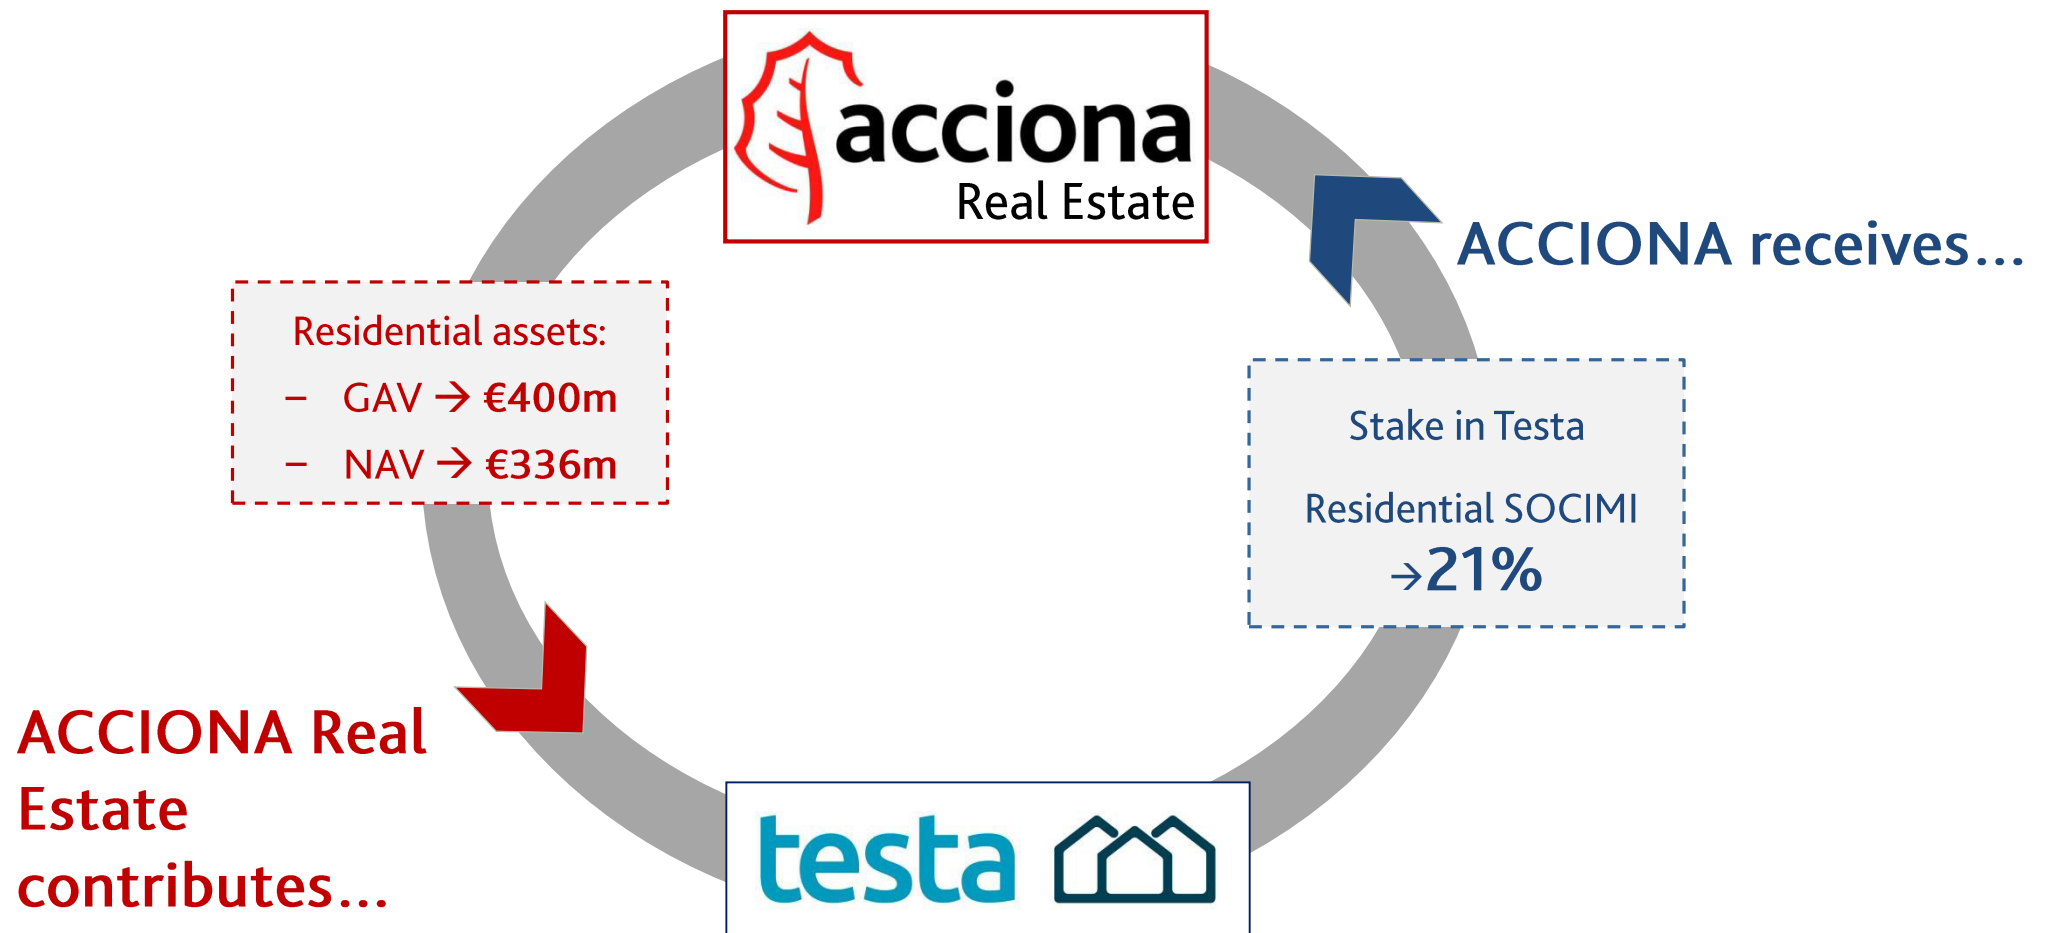 acciona
Real Estate
ACCIONA receives...
Residential assets:
– GAV → €400m
– NAV → €336m
Stake in Testa
Residential SOCIMI
→21%
ACCIONA Real
Estate
contributes...
testa